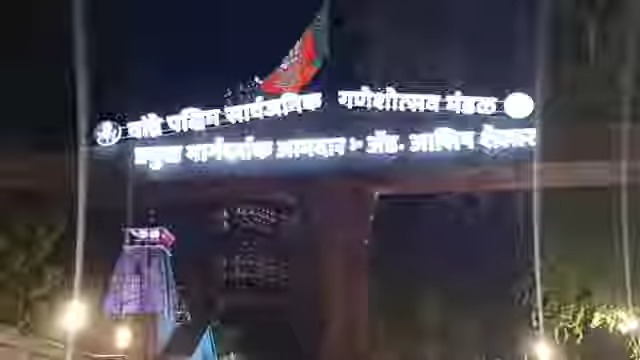 वांद्रे पश्चिम सार्वजनिक गणेशोत्सव मंडळ
प्रमुख मार्गदर्शक आमदार :- ॲड. आशिष शेलार